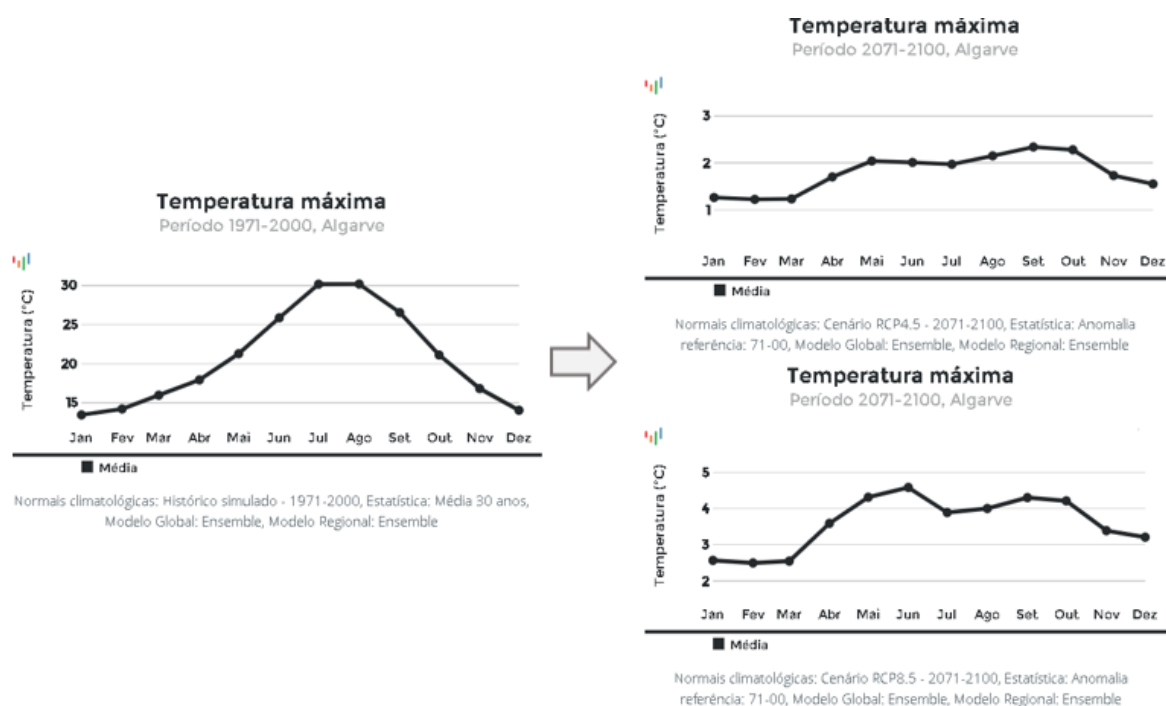 Temperatura máxima
Período 1971-2000, Algarve
Temperatura (°C)
30
25
20
15
Jan Fev Mar Abr Mai Jun Jul Ago Set Out Nov Dez
Média
Normais climatológicas: Histórico simulado - 1971-2000, Estatística: Média 30 anos,
Modelo Global: Ensemble, Modelo Regional: Ensemble
Temperatura máxima
Período 2071-2100, Algarve
Temperatura (°C)
3
2
1
Jan Fev Mar Abr Mai Jun Jul Ago Set Out Nov Dez
Média
Normais climatológicas: Cenário RCP4.5 - 2071-2100, Estatística: Anomalia
referência: 71-00, Modelo Global: Ensemble, Modelo Regional: Ensemble
Temperatura máxima
Período 2071-2100, Algarve
Temperatura (°C)
5
4
3
2
Jan Fev Mar Abr Mai Jun Jul Ago Set Out Nov Dez
Média
Normais climatológicas: Cenário RCP8.5 - 2071-2100, Estatística: Anomalia
referência: 71-00, Modelo Global: Ensemble, Modelo Regional: Ensemble